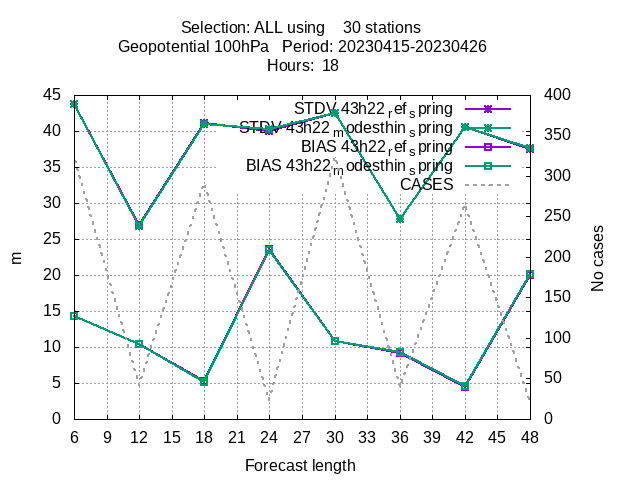 Selection: ALL using    30 stations
Geopotential 100hPa   Period: 20230415-20230426
Hours:  18
STDV 43h22_ref_spring
STDV 43h22_modesthin_spring
BIAS 43h22_ref_spring
BIAS 43h22_modesthin_spring
CASES
45
40
35
30
25
20
15
10
5
0
m
400
350
300
250
200
150
100
50
0
No cases
6 9 12 15 18 21 24 27 30 33 36 39 42 45 48
Forecast length